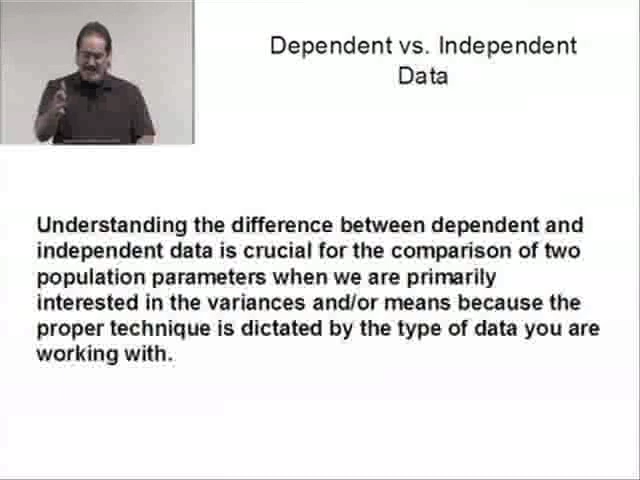 Dependent vs. Independent
Data
Understanding the difference between dependent and
independent data is crucial for the comparison of two
population parameters when we are primarily
interested in the variances and/or means because the
proper technique is dictated by the type of data you are
working with.